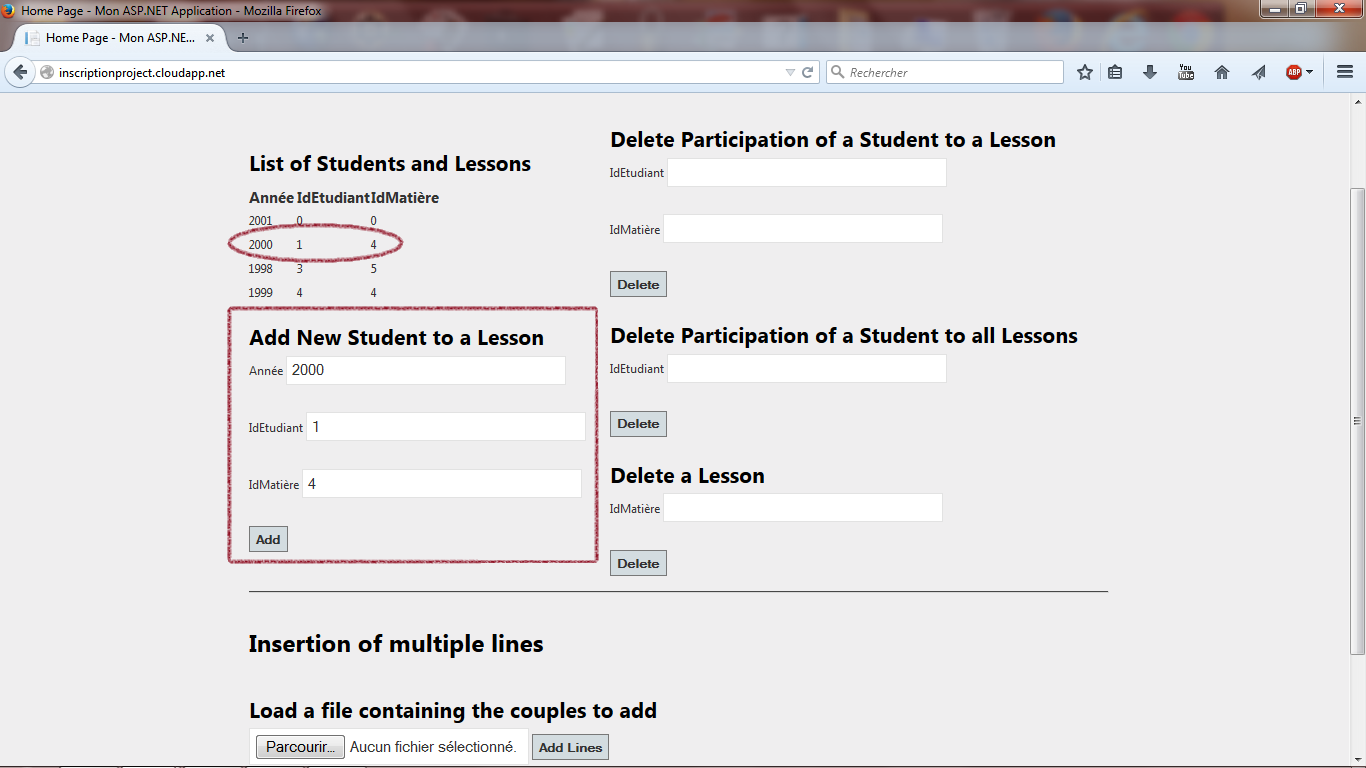 Home Page - Mon ASP.NET Application - Mozilla Firefox
Home Page - Mon ASP.NE...
inscriptionproject.cloudapp.net
Rechercher
You Tube
ABP
List of Students and Lessons
Année IdEtudiant IdMatière
2001 0 0
2000 1 4
1998 3 5
1999 4 4
Add New Student to a Lesson
Année 2000
IdEtudiant 1
IdMatière 4
Add
Delete Participation of a Student to a Lesson
IdEtudiant
IdMatière
Delete
Delete Participation of a Student to all Lessons
IdEtudiant
Delete
Delete a Lesson
IdMatière
Delete
Insertion of multiple lines
Load a file containing the couples to add
Parcourir... Aucun fichier sélectionné. Add Lines